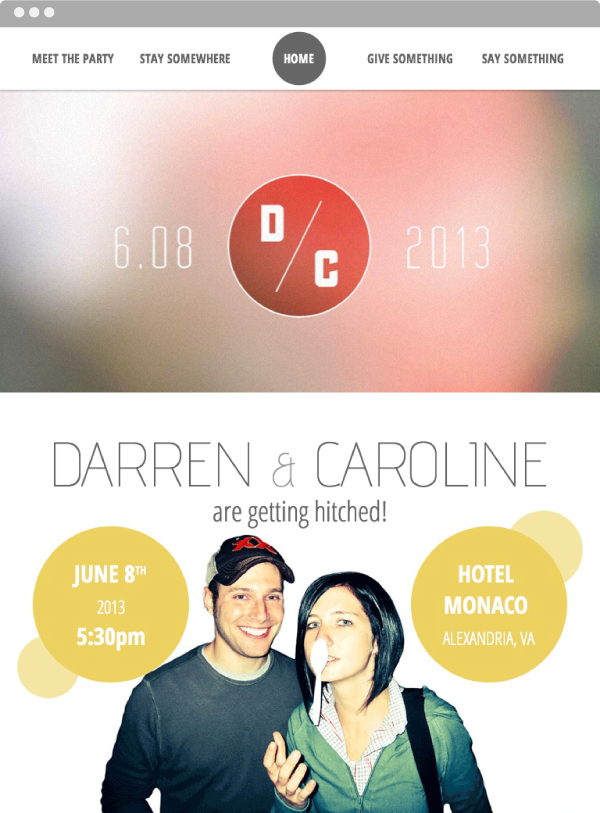 MEET THE PARTY STAY SOMEWHERE HOME GIVE SOMETHING SAY SOMETHING
6.08 D/C 2013
DARREN & CAROLINE
are getting hitched!
JUNE 8TH
2013
5:30pm
HOTEL
MONACO
ALEXANDRIA, VA